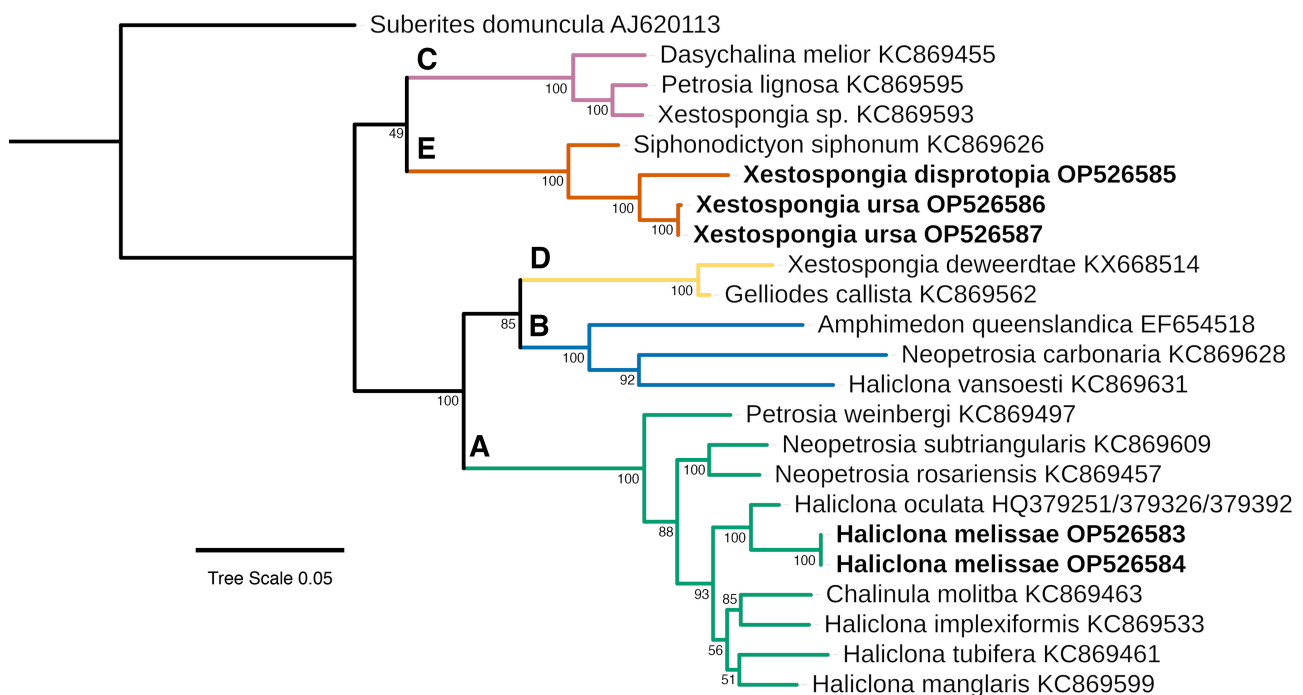 Suberites domuncula AJ620113
C
Dasychalina melior KC869455
100
Petrosia lignosa KC869595
100
Xestospongia sp. KC869593
49
E
Siphonodictyon siphonum KC869626
100
Xestospongia disprotopia OP526585
100
Xestospongia ursa OP526586
100
Xestospongia ursa OP526587
D
Xestospongia deweerdtae KX668514
100
Gelliodes callista KC869562
85
B
Amphimedon queenslandica EF654518
100
Neopetrosia carbonaria KC869628
92
Haliclona vansoesti KC869631
100
A
Petrosia weinbergi KC869497
100
Neopetrosia subtriangularis KC869609
100
Neopetrosia rosariensis KC869457
88
Haliclona oculata HQ379251/379326/379392
100
Haliclona melissae OP526583
100
Haliclona melissae OP526584
93
85
Chalinula molitba KC869463
Haliclona implexiformis KC869533
56
Haliclona tubifera KC869461
51
Haliclona manglaris KC869599
Tree Scale 0.05